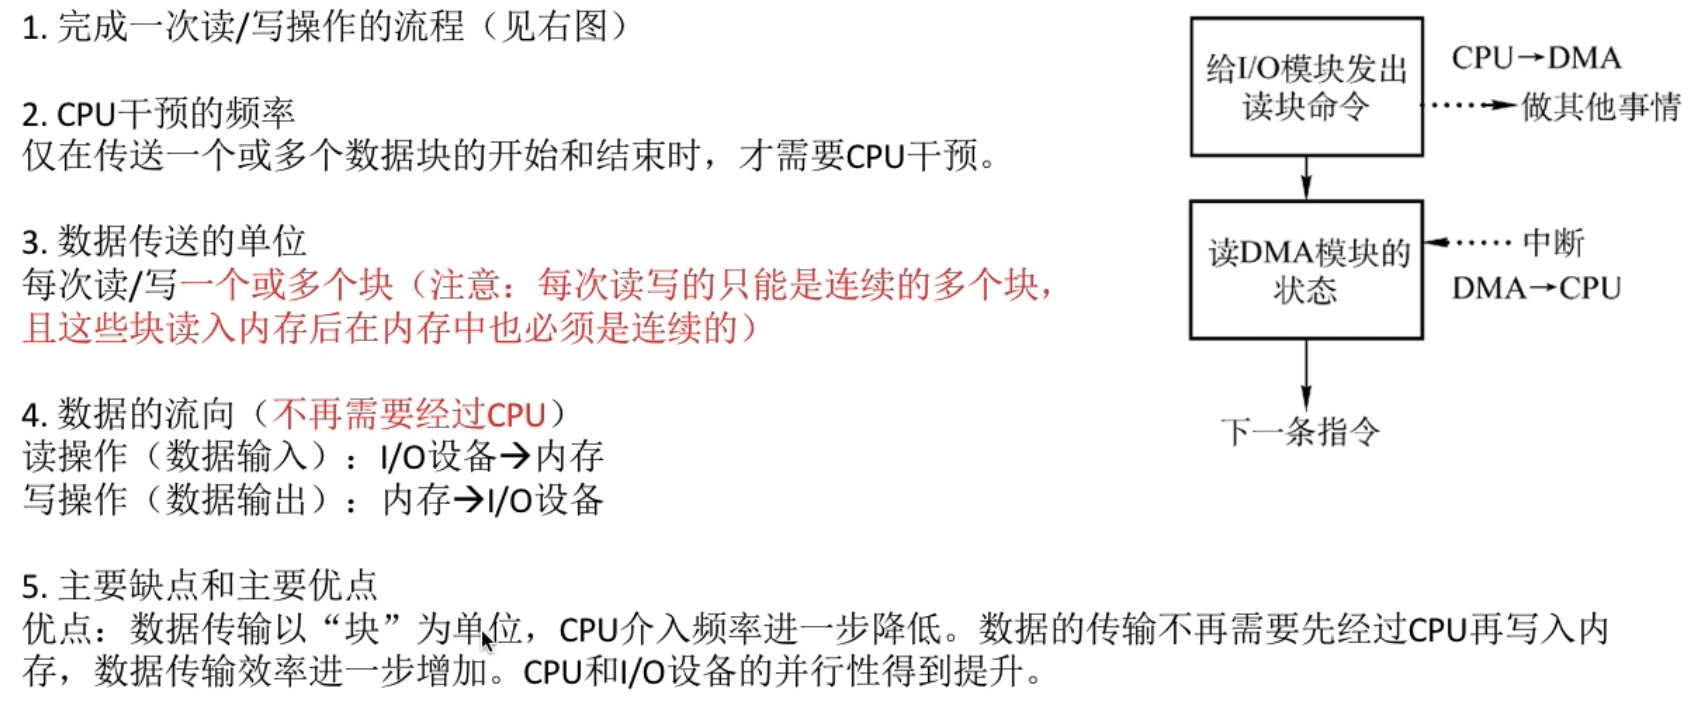 1. 完成一次读/写操作的流程（见右图）
2. CPU干预的频率
仅在传送一个或多个数据块的开始和结束时，才需要CPU干预。
3. 数据传送的单位
每次读/写一个或多个块（注意：每次读写的只能是连续的多个块，
且这些块读入内存后在内存中也必须是连续的）
4. 数据的流向（不再需要经过CPU）
读操作（数据输入）：I/O设备→内存
写操作（数据输出）：内存→I/O设备
5. 主要缺点和主要优点
优点：数据传输以“块”为单位，CPU介入频率进一步降低。数据的传输不再需要先经过CPU再写入内
存，数据传输效率进一步增加。CPU和I/O设备的并行性得到提升。
给I/O模块发出
读块命令
CPU→DMA
做其他事情
读DMA模块的
状态
中断
DMA→CPU
下一条指令